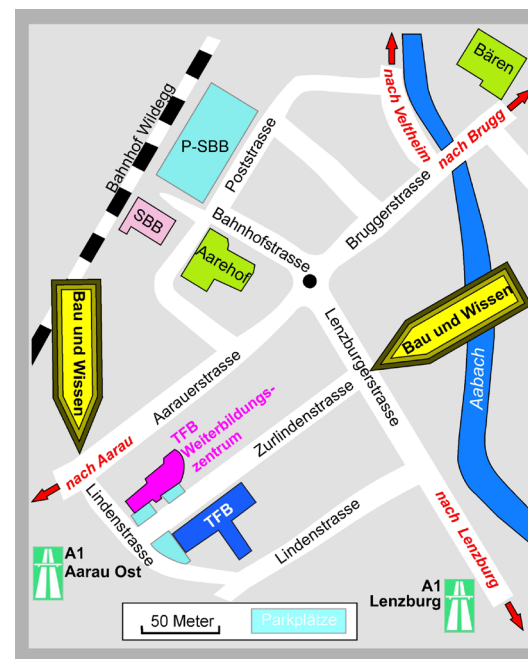 Bären
nach Veltheim
nach Brugg
Bahnhof Wildegg
P-SBB
Poststrasse
SBB
Bahnhofstrasse
Bruggerstrasse
Aarehof
Bau und Wissen
Bau und Wissen
Lenzburgerstrasse
Aabach
Aarauerstrasse
TFB
Weiterbildungs-
zentrum
Zurlindenstrasse
nach Aarau
Lindenstrasse
TFB
Lindenstrasse
nach Lenzburg
A1
Aarau Ost
A1
Lenzburg
50 Meter
Parkplätze